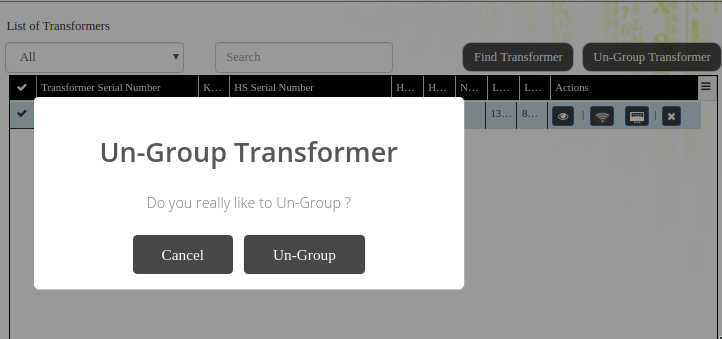 List of Transformers
All
Search
Find Transformer
Un-Group Transformer
Transformer Serial Number
K...
HS Serial Number
H...
H...
N...
L...
L...
Actions
13...
8...
Un-Group Transformer
Do you really like to Un-Group ?
Cancel
Un-Group